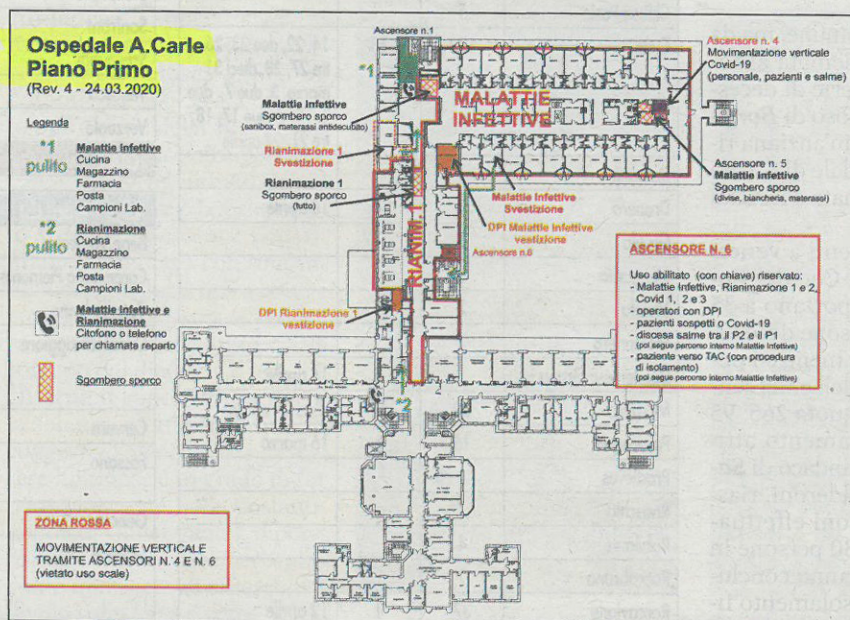 Ospedale A.Carle
Piano Primo
(Rev. 4 - 24.03.2020)
Legenda
*1
pulito
Malattie Infettive
Cucina
Magazzino
Farmacia
Posta
Campioni Lab.
*2
pulito
Rianimazione
Cucina
Magazzino
Farmacia
Posta
Campioni Lab.
Malattie Infettive e
Rianimazione
Citofono o telefono
per chiamate reparto
Sgombero sporco
ZONA ROSSA
MOVIMENTAZIONE VERTICALE
TRAMITE ASCENSORI N. 4 E N. 6
(vietato uso scale)
Ascensore n.1
*1
Malattie Infettive
Sgombero sporco
(sanibox, materassi antidecubito)
Rianimazione 1
Svestizione
Rianimazione 1
Sgombero sporco
(tutto)
MALATTIE
INFETTIVE
RIANIM. 1
DPI Rianimazione 1
vestizione
*2
Malattie Infettive
Svestizione
DPI Malattie Infettive
vestizione
Ascensore n.6
Ascensore n. 4
Movimentazione verticale
Covid-19
(personale, pazienti e salme)
Ascensore n. 5
Malattie Infettive
Sgombero sporco
(divise, biancheria, materassi)
ASCENSORE N. 6
Uso abilitato (con chiave) riservato:
- Malattie Infettive, Rianimazione 1 e 2,
Covid 1, 2 e 3
- operatori con DPI
- pazienti sospetti o Covid-19
- discesa salme tra il P2 e il P1
(poi segue percorso interno Malattie Infettive)
- paziente verso TAC (con procedura
di isolamento)
(poi segue percorso interno Malattie Infettive)